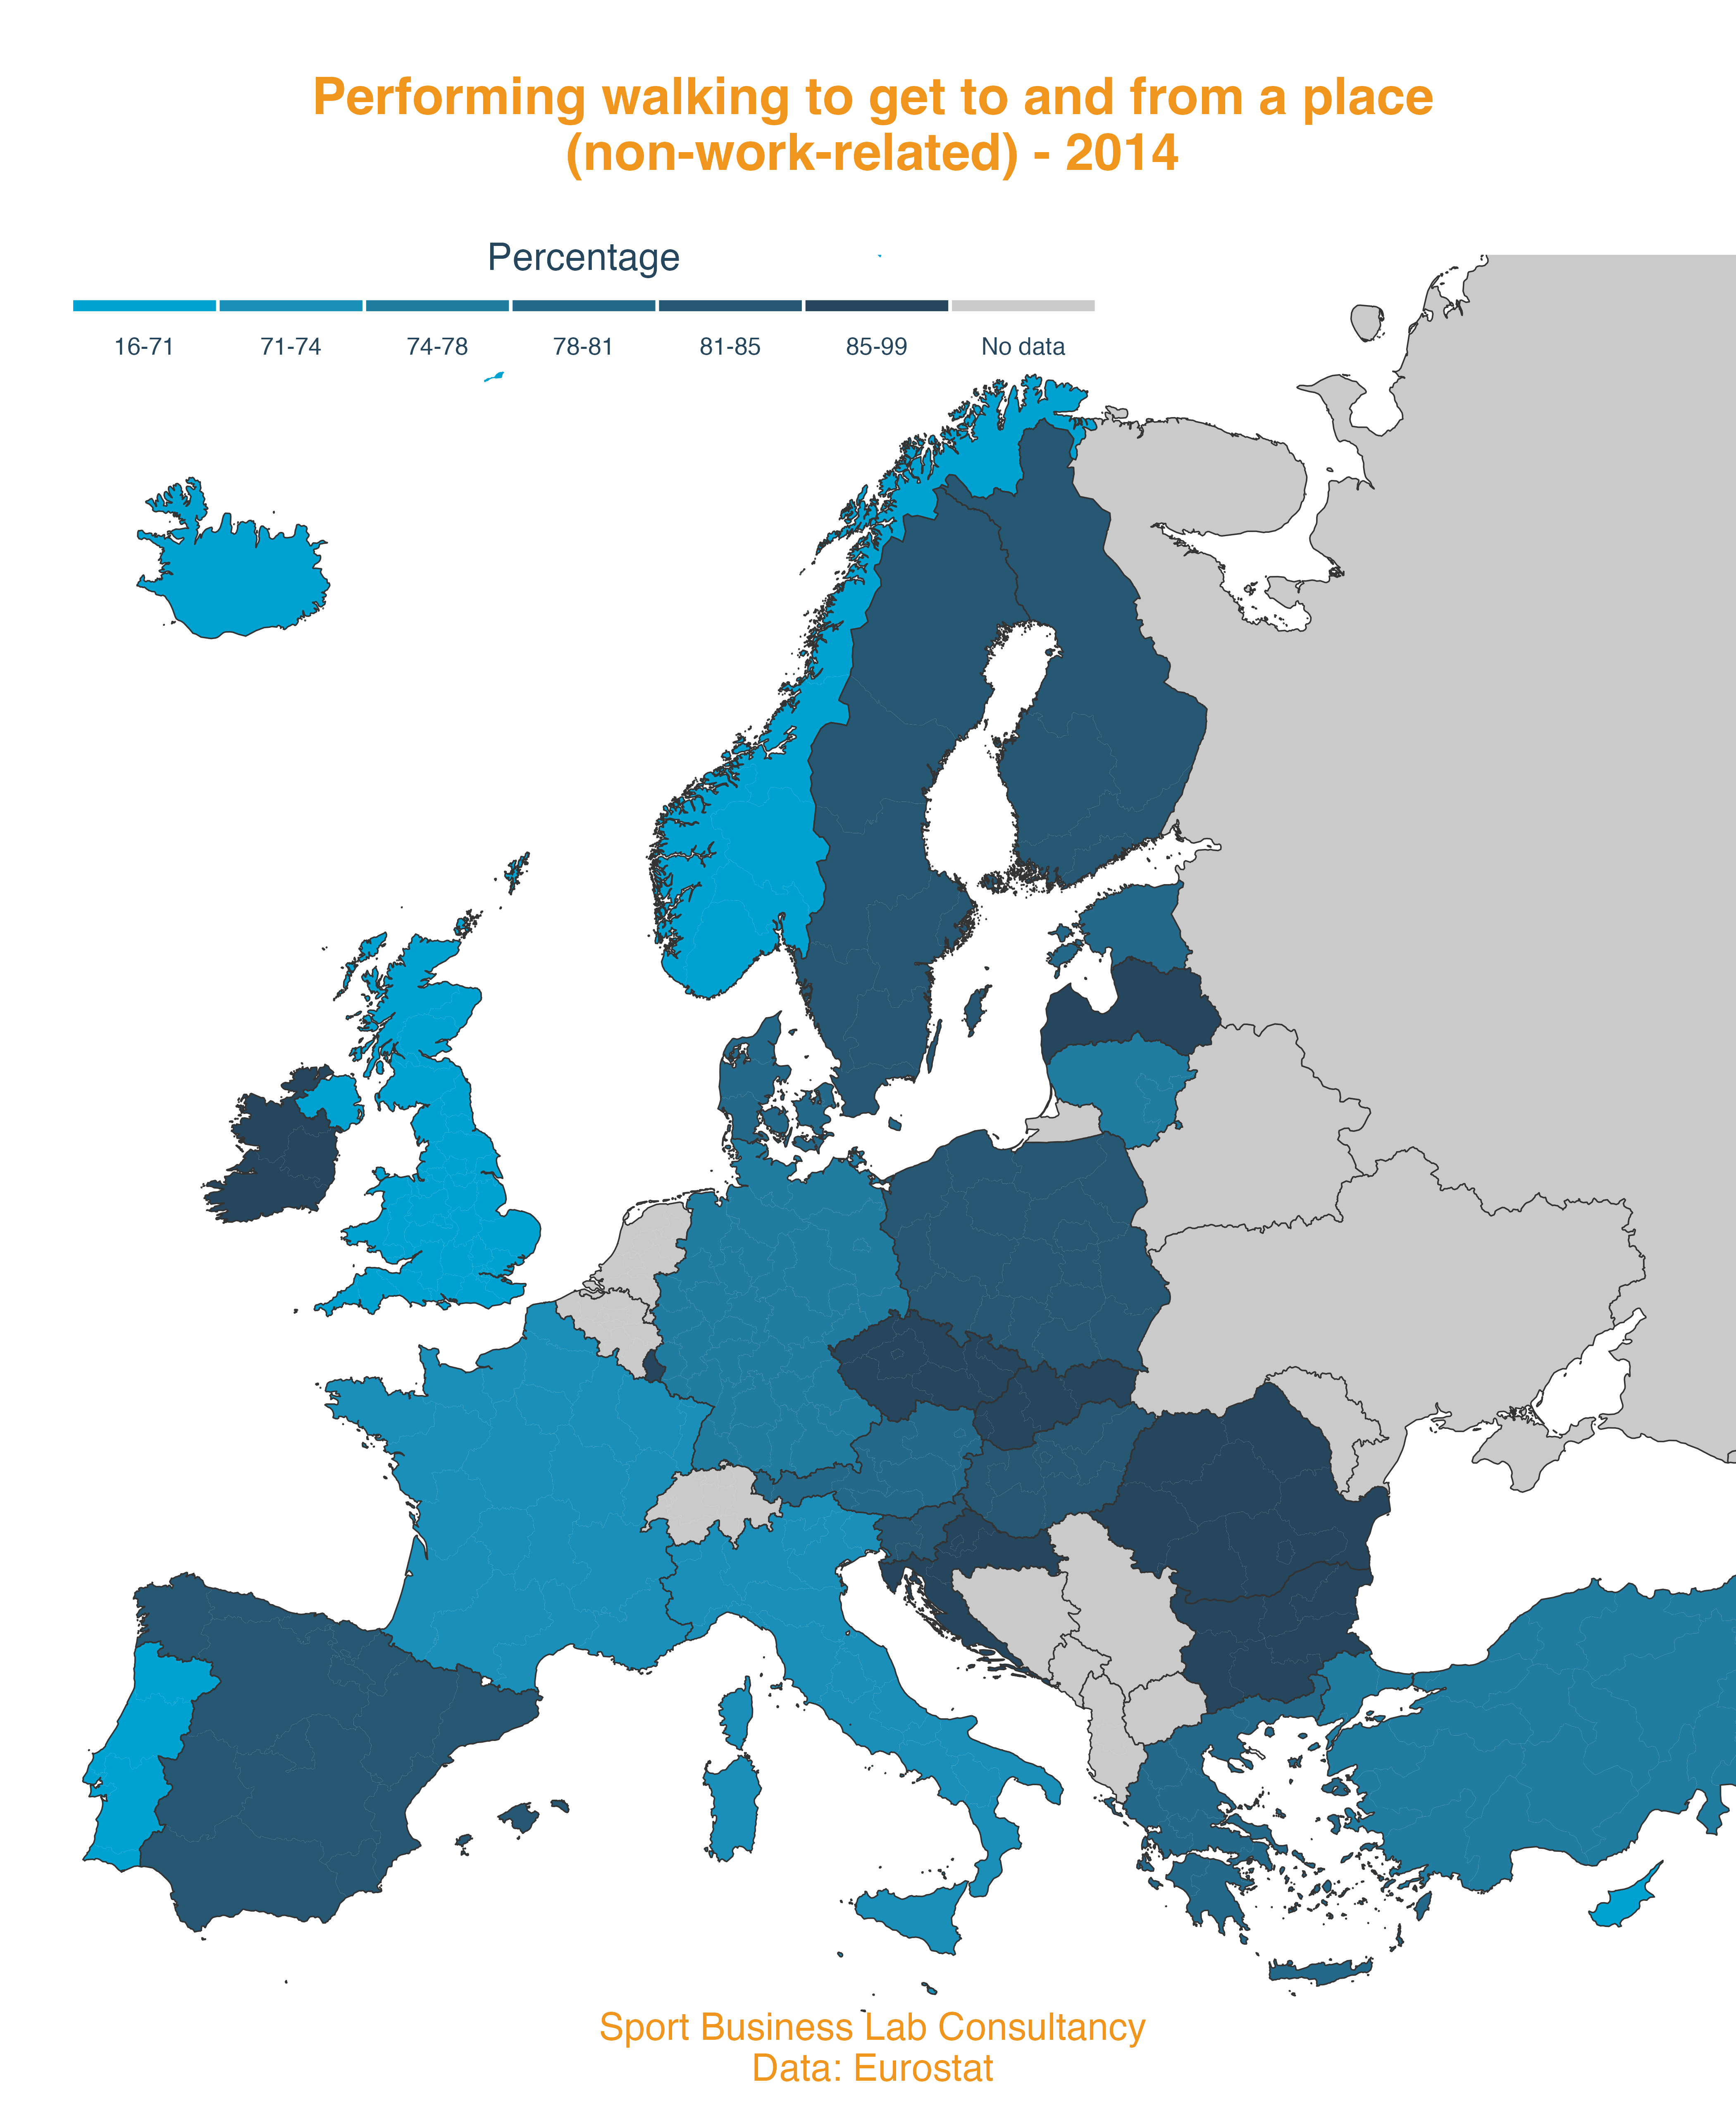 Performing walking to get to and from a place
(non-work-related) - 2014
Percentage
16-71 71-74 74-78 78-81 81-85 85-99 No data
Sport Business Lab Consultancy
Data: Eurostat